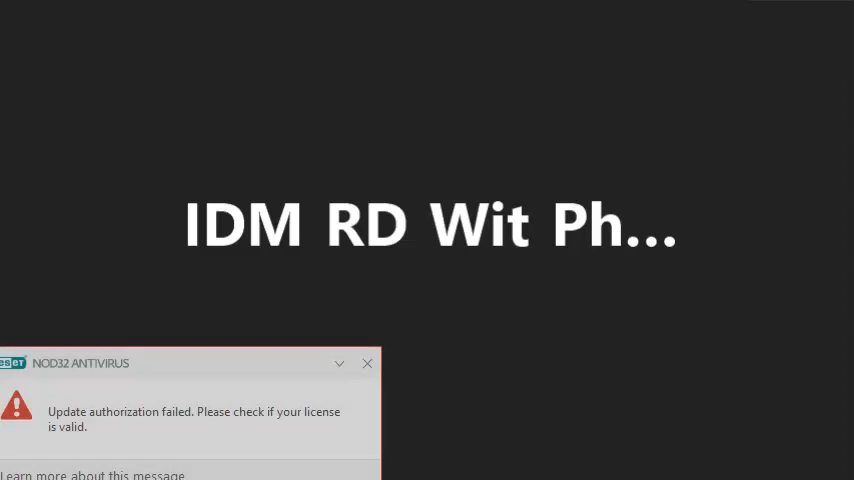 IDM RD Wit Ph...
eseT NOD32 ANTIVIRUS
Update authorization failed. Please check if your license
is valid.
Learn more about this message